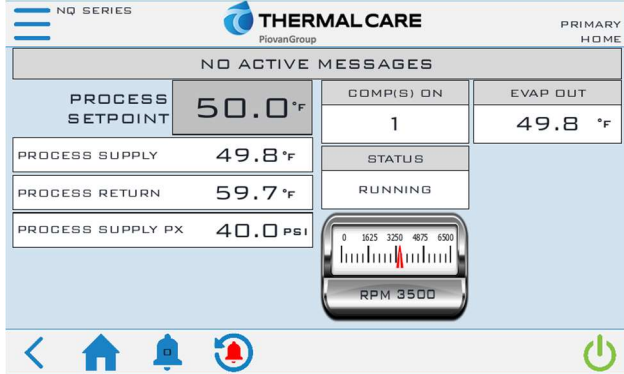 NQ SERIES
THERMALCARE
PiovanGroup
PRIMARY
HOME
NO ACTIVE MESSAGES
PROCESS
SETPOINT
50.0°F
COMP(S) ON
1
EVAP OUT
49.8 °F
PROCESS SUPPLY 49.8°F
PROCESS RETURN 59.7°F
PROCESS SUPPLY PX 40.0 PSI
STATUS
RUNNING
0 1625 3250 4875 6500
RPM 3500
0